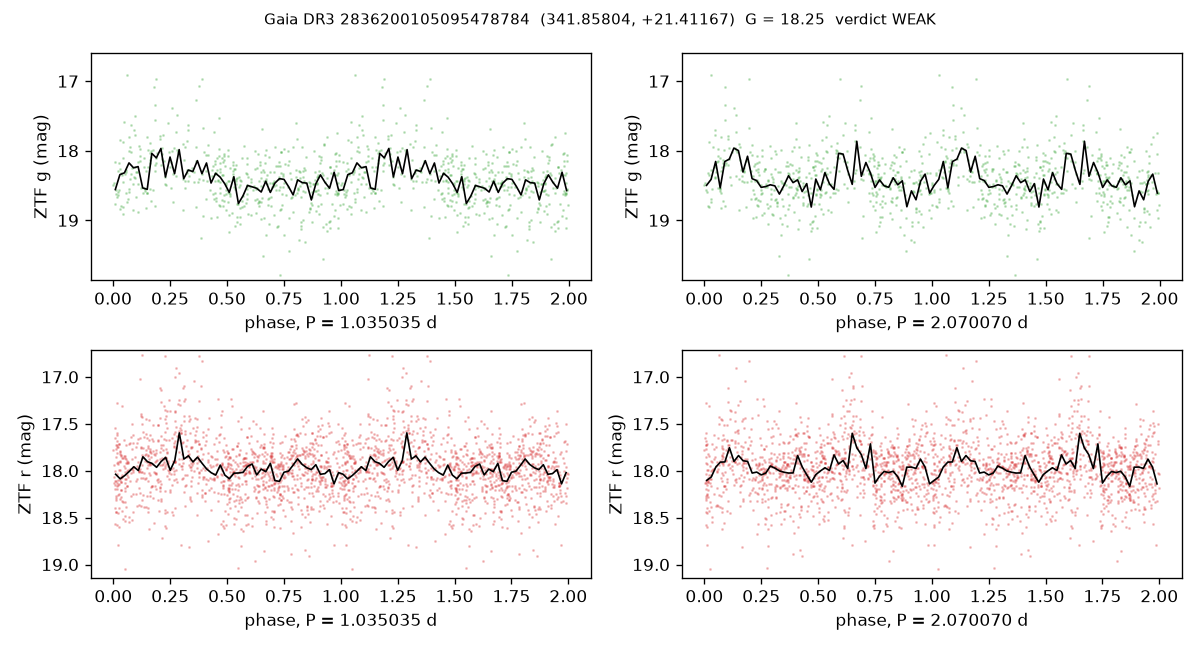 Gaia DR3 2836200105095478784  (341.85804, +21.41167)  G = 18.25  verdict WEAK
ZTF g (mag)
17
18
19
0.00 0.25 0.50 0.75 1.00 1.25 1.50 1.75 2.00
phase, P = 1.035035 d
ZTF g (mag)
17
18
19
0.00 0.25 0.50 0.75 1.00 1.25 1.50 1.75 2.00
phase, P = 2.070070 d
ZTF r (mag)
17.0
17.5
18.0
18.5
19.0
0.00 0.25 0.50 0.75 1.00 1.25 1.50 1.75 2.00
phase, P = 1.035035 d
ZTF r (mag)
17.0
17.5
18.0
18.5
19.0
0.00 0.25 0.50 0.75 1.00 1.25 1.50 1.75 2.00
phase, P = 2.070070 d